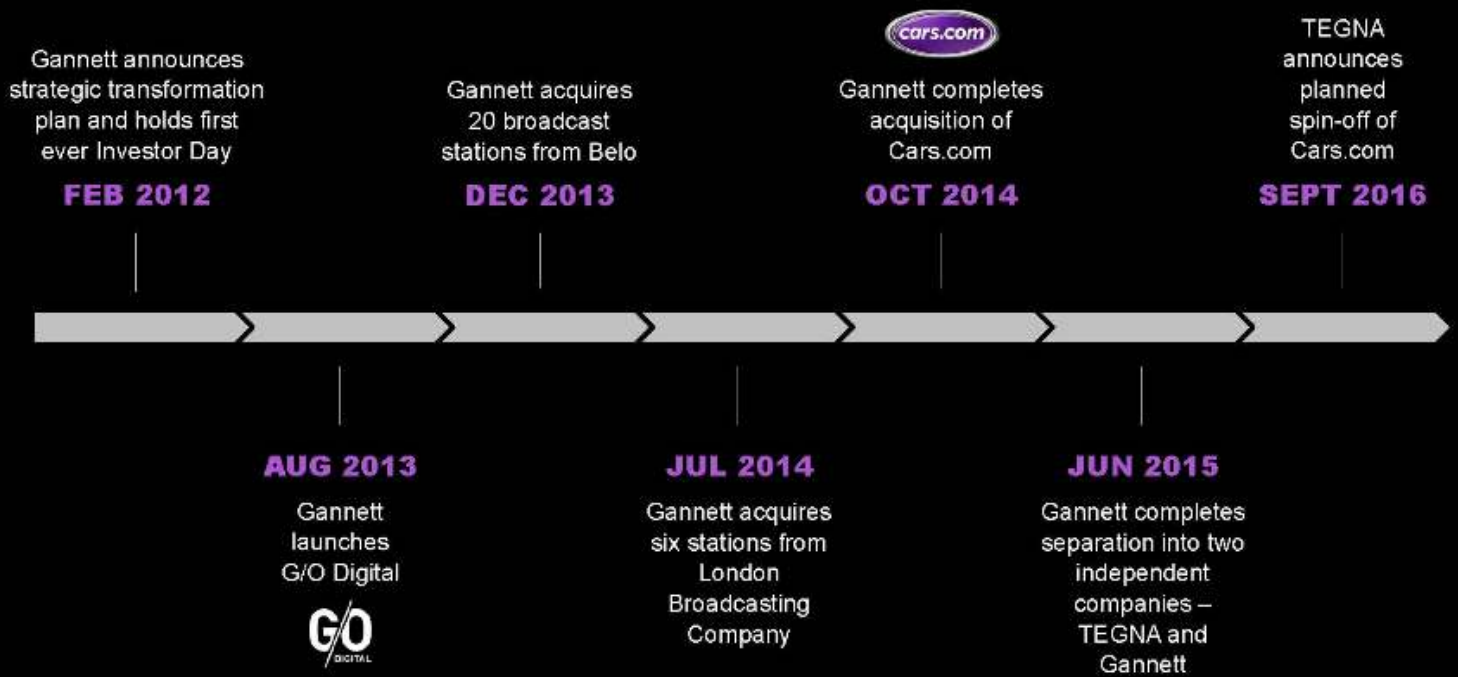 Gannett announces
strategic transformation
plan and holds first
ever Investor Day
FEB 2012
Gannett acquires
20 broadcast
stations from Belo
DEC 2013
cars.com
Gannett completes
acquisition of
Cars.com
OCT 2014
TEGNA
announces
planned
spin-off of
Cars.com
SEPT 2016
AUG 2013
Gannett
launches
G/O Digital
G/O
DIGITAL
JUL 2014
Gannett acquires
six stations from
London
Broadcasting
Company
JUN 2015
Gannett completes
separation into two
independent
companies –
TEGNA and
Gannett